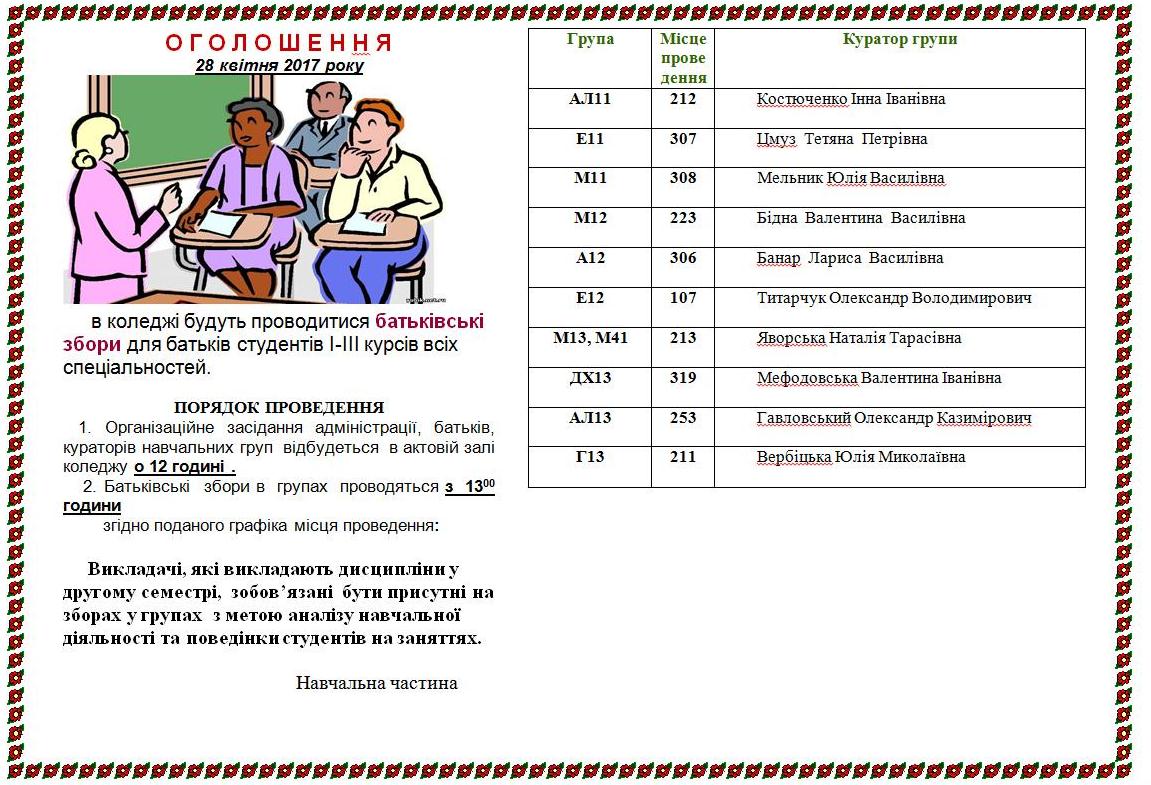 О Г О Л О Ш Е Н Н Я
28 квітня 2017 року
в коледжі будуть проводитися батьківські
збори для батьків студентів І-ІІІ курсів всіх
спеціальностей.
ПОРЯДОК ПРОВЕДЕННЯ
1. Організаційне засідання адміністрації, батьків,
кураторів навчальних груп відбудеться в актовій залі
коледжу о 12 годині .
2. Батьківські збори в групах проводяться з 13⁰⁰
години
згідно поданого графіка місця проведення:
Викладачі, які викладають дисципліни у
другому семестрі, зобов’язані бути присутні на
зборах у групах з метою аналізу навчальної
діяльності та поведінки студентів на заняттях.
Навчальна частина
Група Місце Куратор групи
прове
дення
АЛ11 212 Костюченко Інна Іванівна
Е11 307 Цмуз Тетяна Петрівна
М11 308 Мельник Юлія Василівна
М12 223 Бідна Валентина Василівна
А12 306 Банар Лариса Василівна
Е12 107 Титарчук Олександр Володимирович
М13, М41 213 Яворська Наталія Тарасівна
ДХ13 319 Мефодовська Валентина Іванівна
АЛ13 253 Гавловський Олександр Казимірович
Г13 211 Вербіцька Юлія Миколаївна